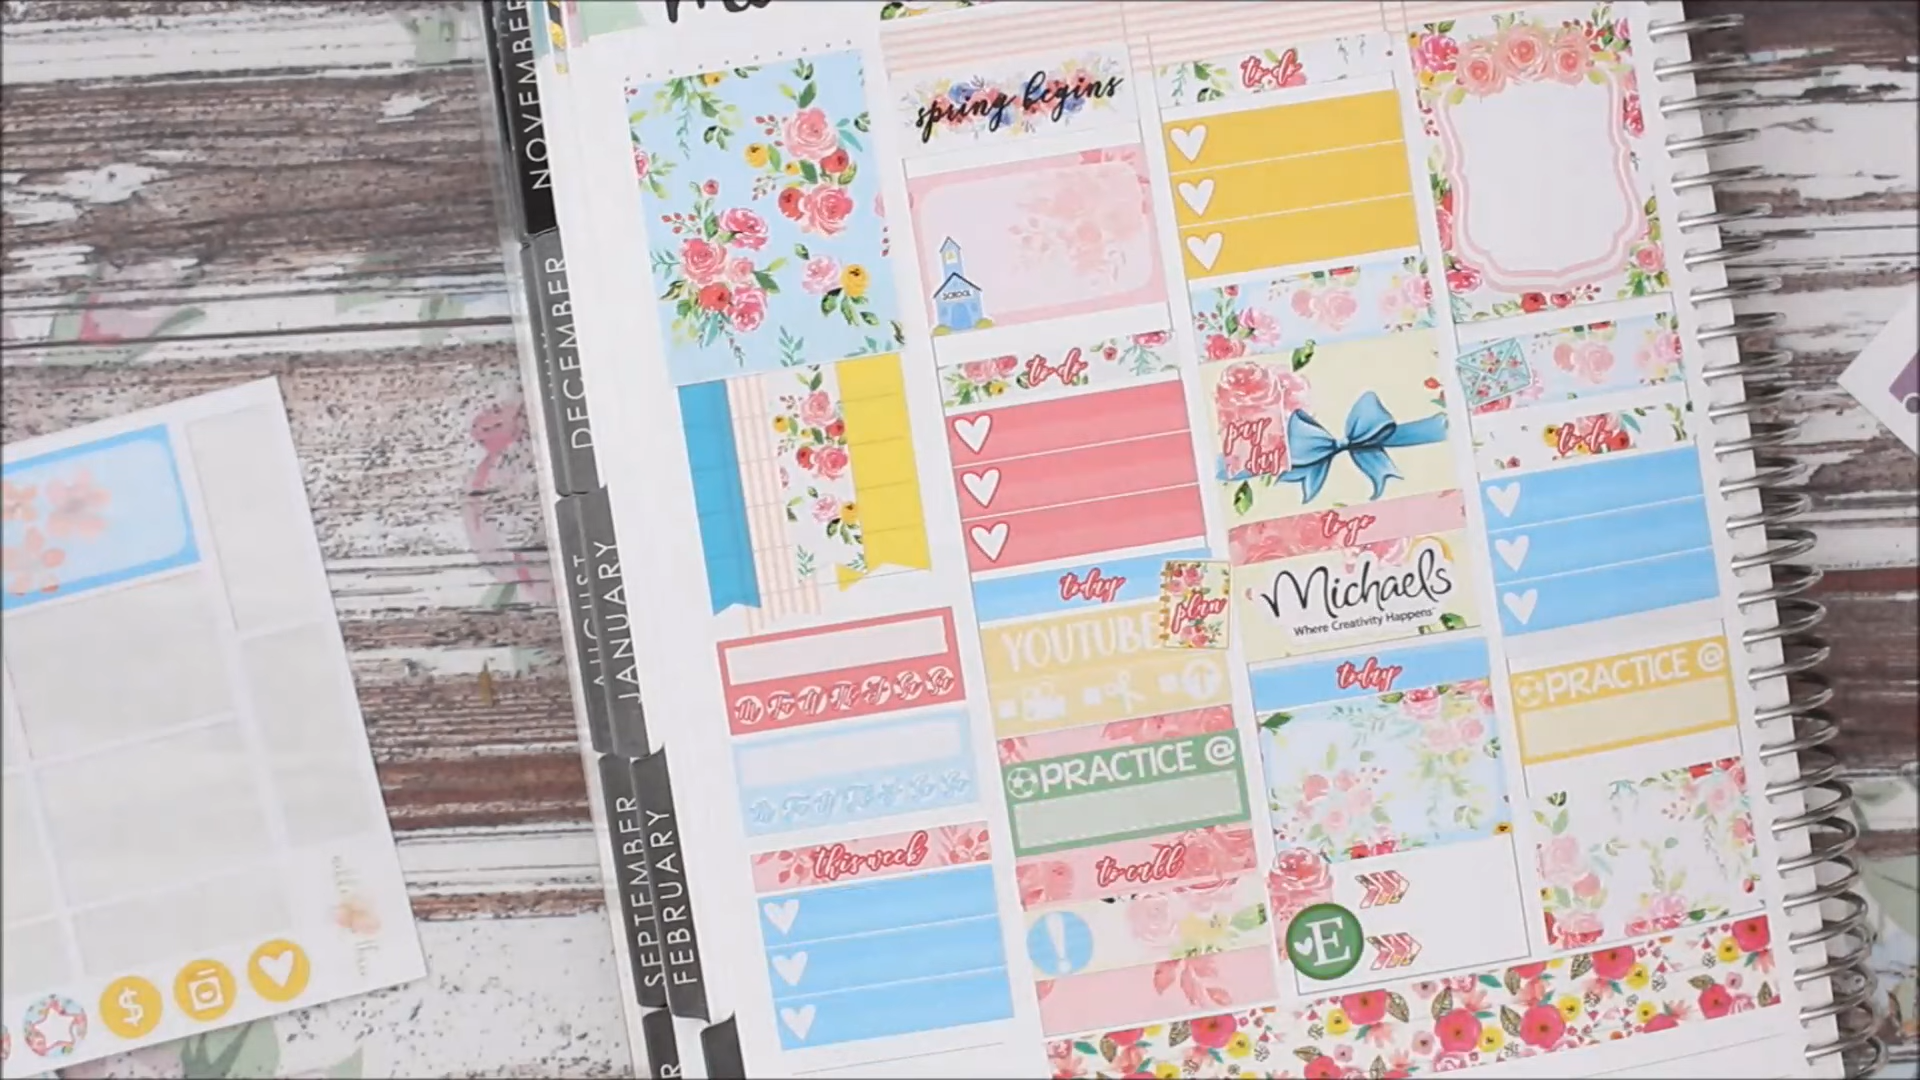 NOVEMBER
DECEMBER
AUGUST
JANUARY
SEPTEMBER
FEBRUARY
this week
spring begins
SCHOOL
to do
today
YOUTUBE
plan
PRACTICE @
to call
!
to do
pay
day
to go
Michaels
Where Creativity Happens
today
E
to do
PRACTICE @
$